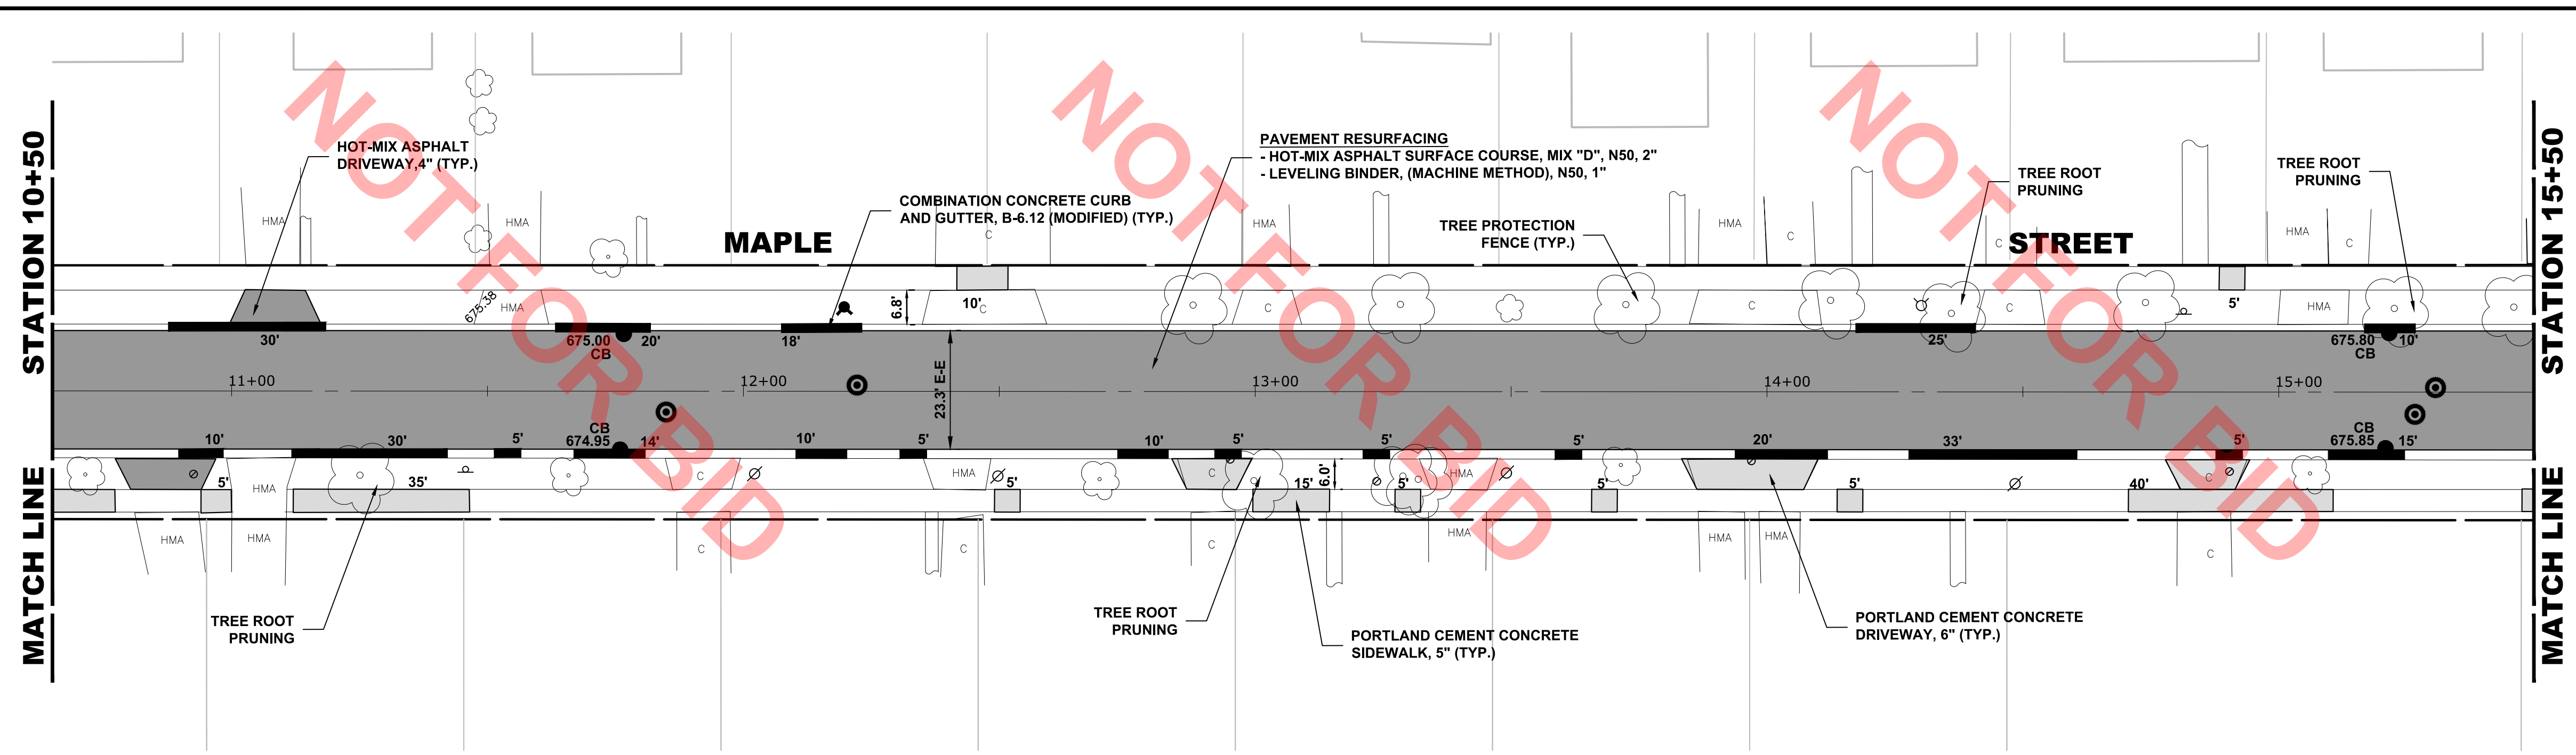 STATION 10+50
MATCH LINE
STATION 15+50
MATCH LINE
NOT FOR BID
NOT FOR BID
NOT FOR BID
HOT-MIX ASPHALT
DRIVEWAY,4" (TYP.)
COMBINATION CONCRETE CURB
AND GUTTER, B-6.12 (MODIFIED) (TYP.)
PAVEMENT RESURFACING
- HOT-MIX ASPHALT SURFACE COURSE, MIX "D", N50, 2"
- LEVELING BINDER, (MACHINE METHOD), N50, 1"
TREE PROTECTION
FENCE (TYP.)
TREE ROOT
PRUNING
TREE ROOT
PRUNING
MAPLE
STREET
HMA
HMA
C
HMA
HMA
C
C
HMA
C
675.38
HMA
6.8'
10'
C
C
C
C
5'
HMA
30'
675.00
CB
20'
18'
25'
675.80
CB
10'
23.3' E-E
11+00
12+00
13+00
14+00
15+00
10'
30'
5'
CB
674.95
14'
10'
5'
10'
5'
5'
5'
20'
33'
5'
CB
675.85
15'
HMA
C
HMA
C
6.0'
HMA
C
5'
35'
5'
15'
5'
5'
5'
40'
HMA
HMA
C
C
C
HMA
HMA
HMA
C
TREE ROOT
PRUNING
TREE ROOT
PRUNING
PORTLAND CEMENT CONCRETE
SIDEWALK, 5" (TYP.)
PORTLAND CEMENT CONCRETE
DRIVEWAY, 6" (TYP.)